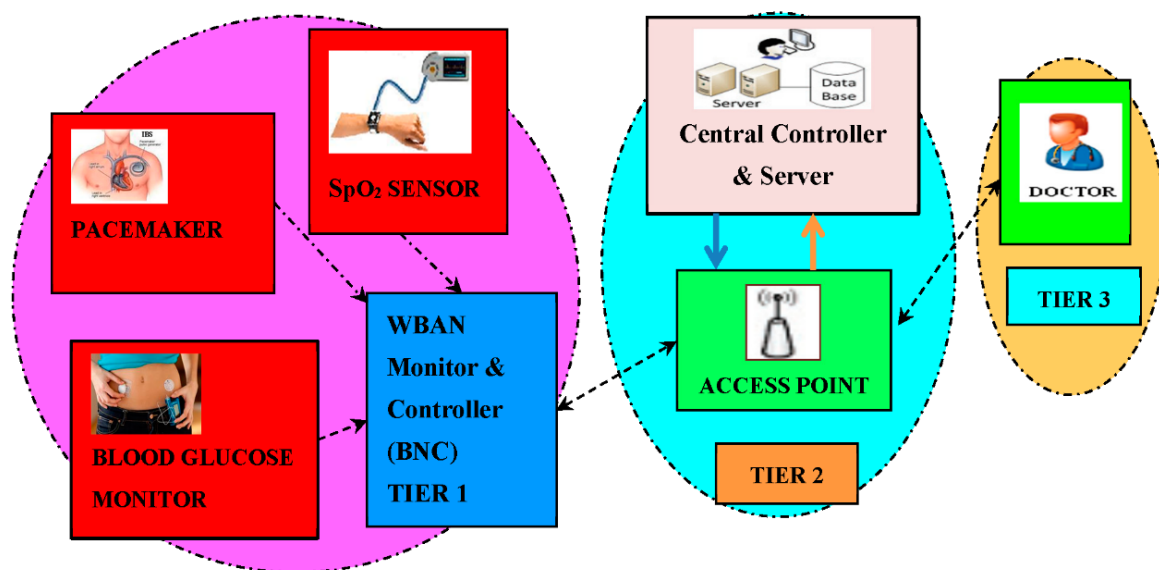 IBS
PACEMAKER
SpO₂ SENSOR
BLOOD GLUCOSE
MONITOR
WBAN
Monitor &
Controller
(BNC)
TIER 1
Server
Data
Base
Central Controller
& Server
ACCESS POINT
TIER 2
DOCTOR
TIER 3